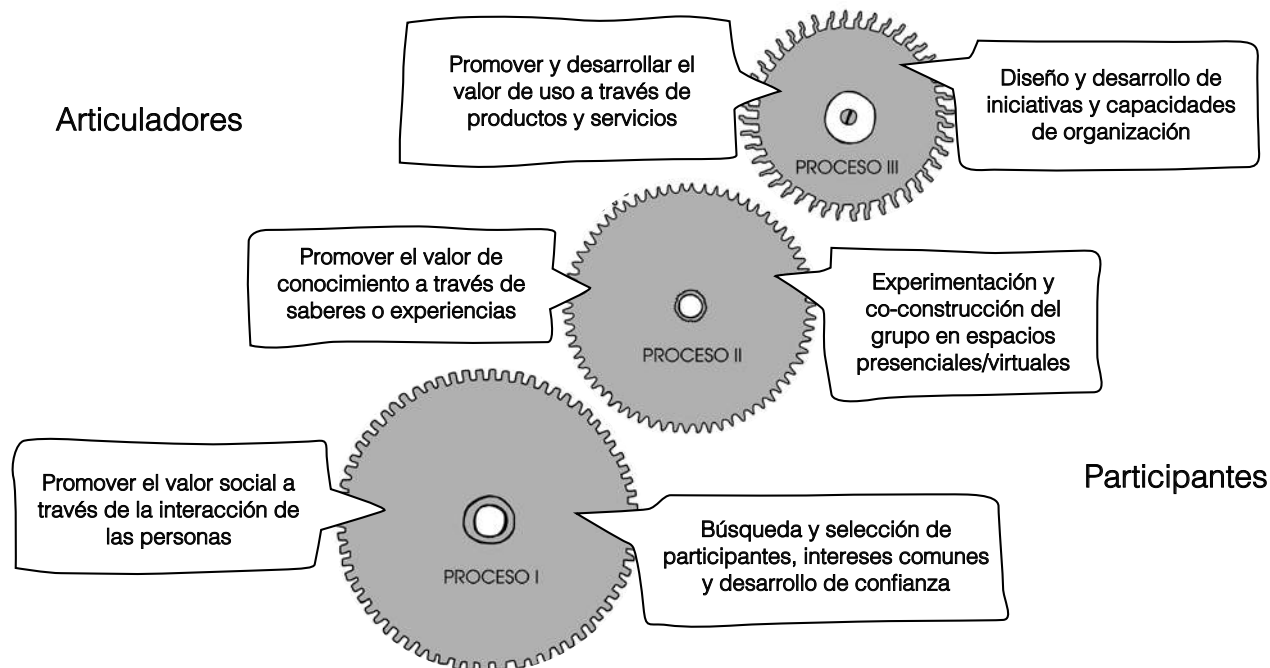 Promover y desarrollar el
valor de uso a través de
productos y servicios
Diseño y desarrollo de
iniciativas y capacidades
de organización
Articuladores
PROCESO III
Promover el valor de
conocimiento a través de
saberes o experiencias
Experimentación y
co-construcción del
grupo en espacios
presenciales/virtuales
PROCESO II
Promover el valor social a
través de la interacción de
las personas
Participantes
Búsqueda y selección de
participantes, intereses comunes
y desarrollo de confianza
PROCESO I